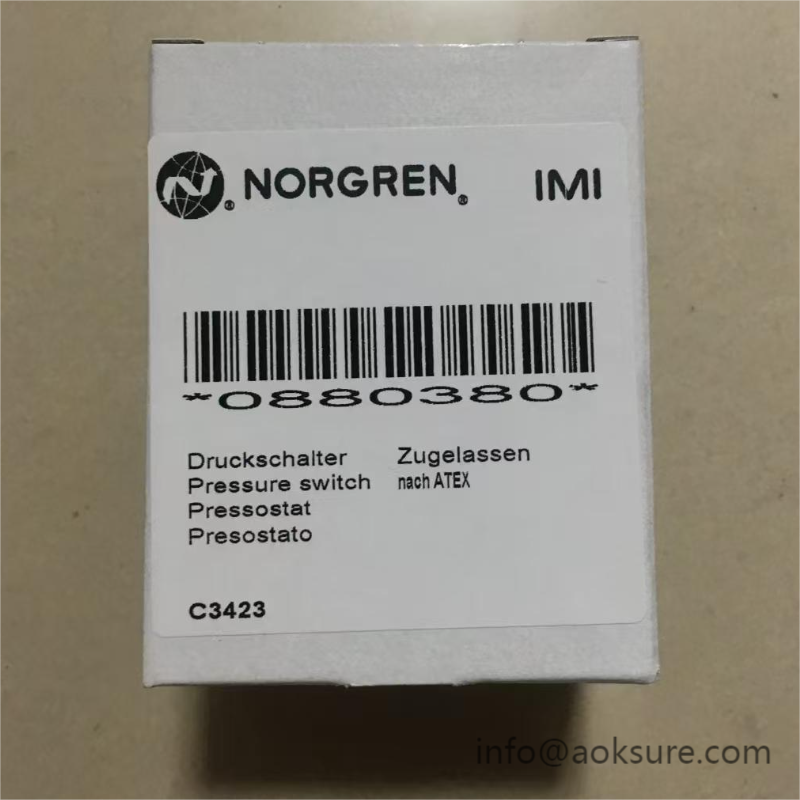 NORGREN® IMI
*0880380*
Druckschalter Zugelassen
Pressure switch nach ATEX
Pressostat
Presostato
C3423
info@aoksure.com